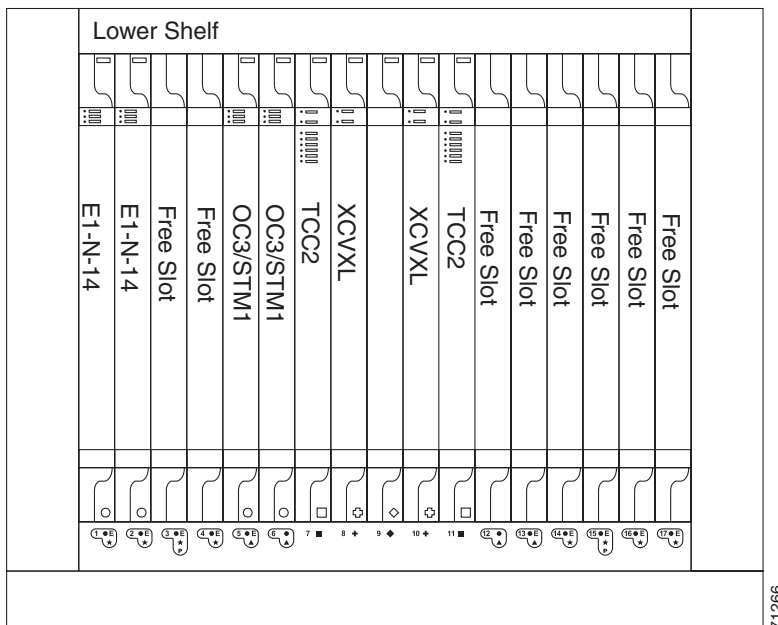 Lower Shelf
E1-N-14
E1-N-14
Free Slot
Free Slot
OC3/STM1
OC3/STM1
TCC2
XCVXL
XCVXL
TCC2
Free Slot
Free Slot
Free Slot
Free Slot
Free Slot
Free Slot
1 E 2 E 3 E P 4 E 5 E 6 7 8 9 10 11 12 13 E 14 E 15 E P 16 E 17 E